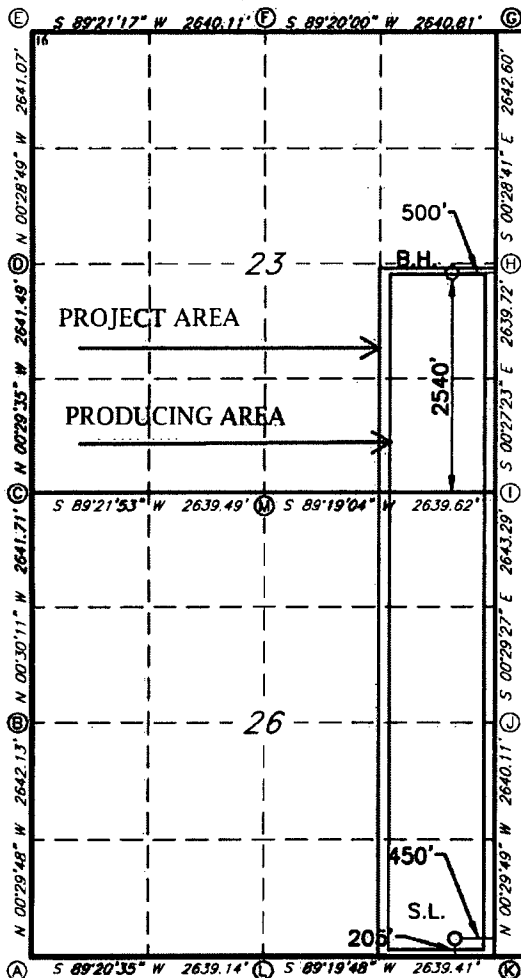 E S 89°21'17" W 2640.11' F S 89°20'00" W 2640.61' G
16
N 00°28'49" W 2641.07'
S 00°28'41" E 2642.60'
500'
D 23 B.H. H
PROJECT AREA
N 00°29'35" W 2641.49'
2540'
S 00°27'23" E 2639.72'
PRODUCING AREA
C S 89°21'53" W 2639.49' M S 89°19'04" W 2639.62' I
N 00°30'11" W 2641.71'
S 00°29'27" E 2643.29'
B 26 J
N 00°29'48" W 2642.13'
N 00°29'49" W 2640.11'
450'
S.L.
A S 89°20'35" W 2639.14' L S 89°19'48" W 2639.41' K